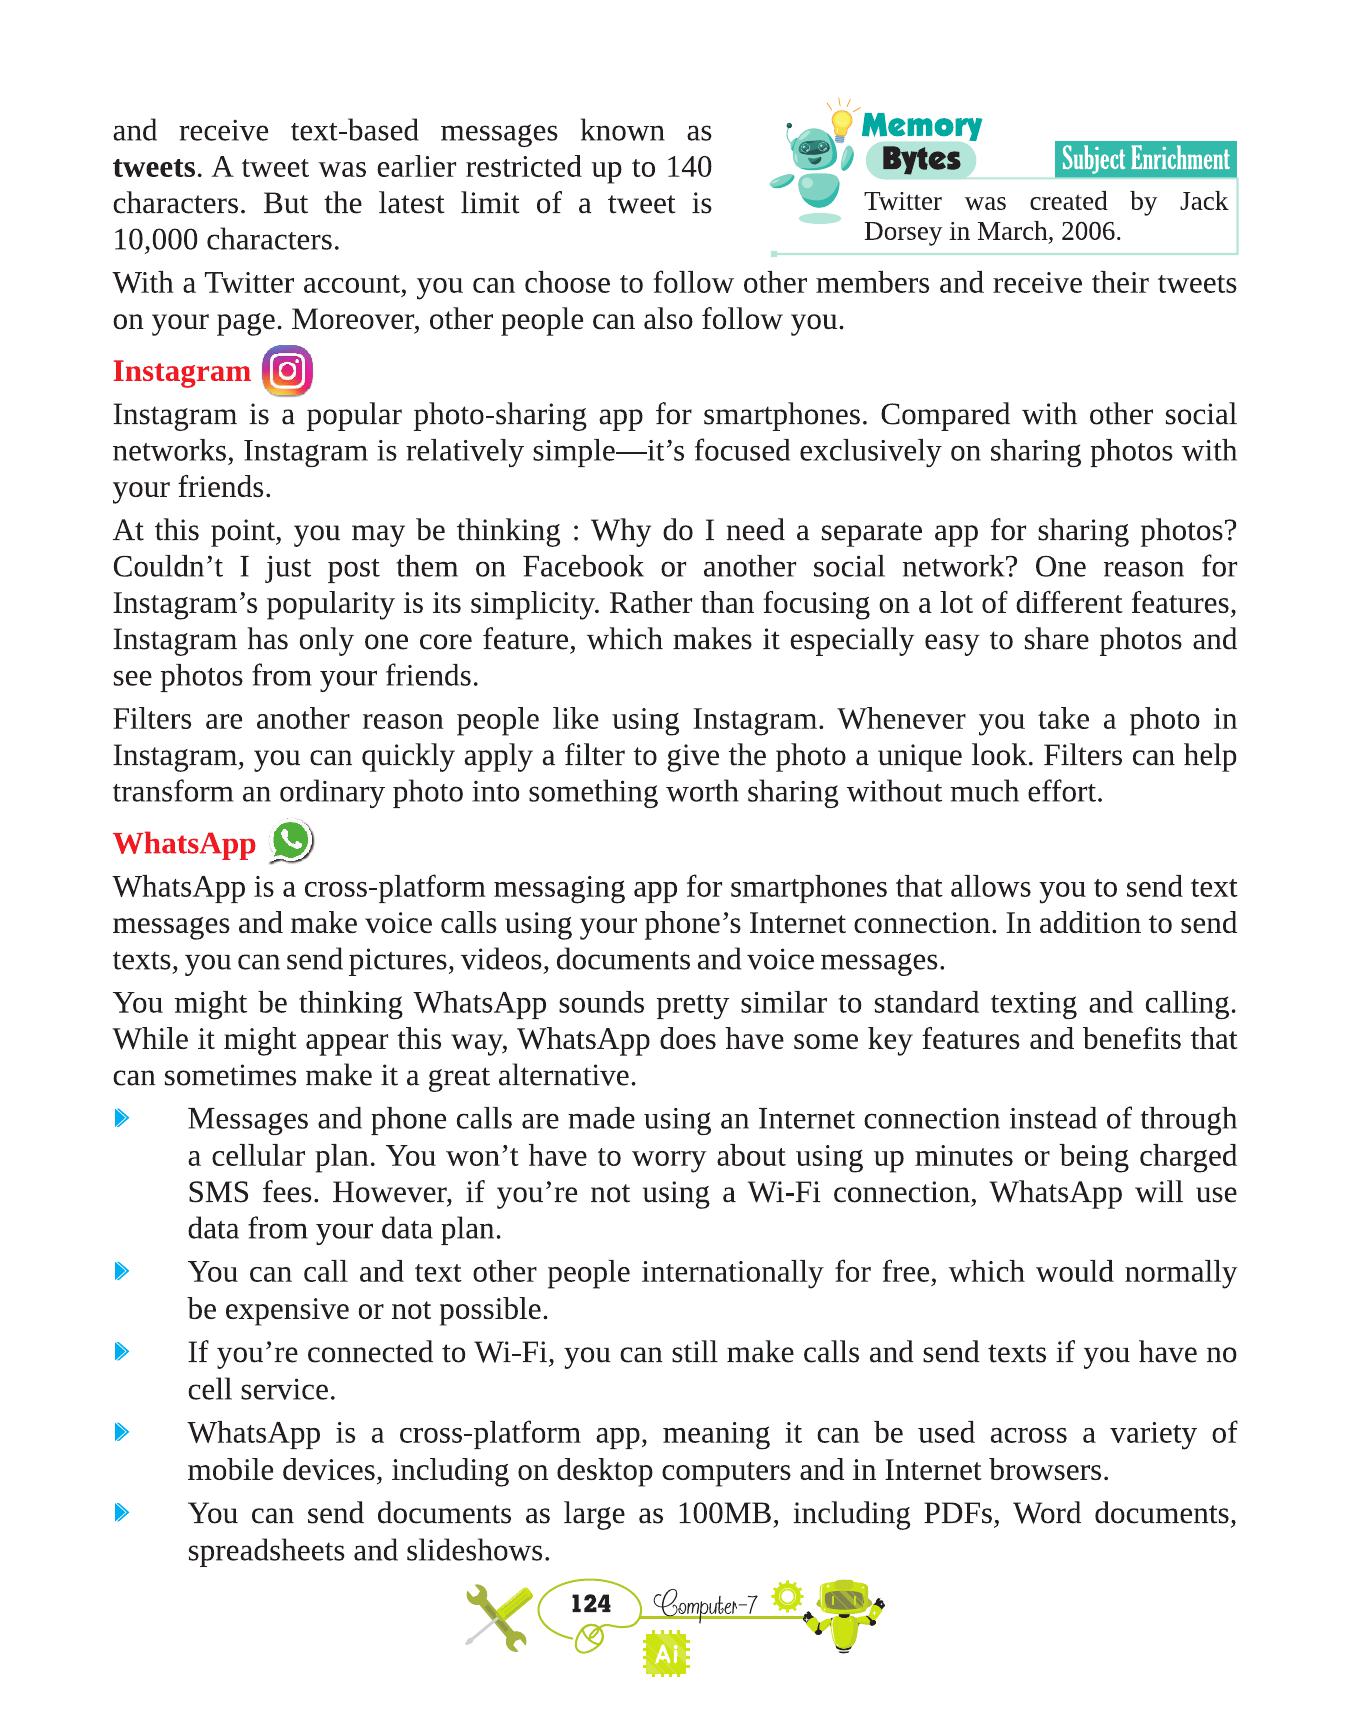 and receive text-based messages known as
tweets. A tweet was earlier restricted up to 140
characters. But the latest limit of a tweet is
10,000 characters.
Memory
Bytes
Subject Enrichment
Twitter was created by Jack
Dorsey in March, 2006.
With a Twitter account, you can choose to follow other members and receive their tweets
on your page. Moreover, other people can also follow you.
Instagram
Instagram is a popular photo-sharing app for smartphones. Compared with other social
networks, Instagram is relatively simple—it’s focused exclusively on sharing photos with
your friends.
At this point, you may be thinking : Why do I need a separate app for sharing photos?
Couldn’t I just post them on Facebook or another social network? One reason for
Instagram’s popularity is its simplicity. Rather than focusing on a lot of different features,
Instagram has only one core feature, which makes it especially easy to share photos and
see photos from your friends.
Filters are another reason people like using Instagram. Whenever you take a photo in
Instagram, you can quickly apply a filter to give the photo a unique look. Filters can help
transform an ordinary photo into something worth sharing without much effort.
WhatsApp
WhatsApp is a cross-platform messaging app for smartphones that allows you to send text
messages and make voice calls using your phone’s Internet connection. In addition to send
texts, you can send pictures, videos, documents and voice messages.
You might be thinking WhatsApp sounds pretty similar to standard texting and calling.
While it might appear this way, WhatsApp does have some key features and benefits that
can sometimes make it a great alternative.
Messages and phone calls are made using an Internet connection instead of through
a cellular plan. You won’t have to worry about using up minutes or being charged
SMS fees. However, if you’re not using a Wi-Fi connection, WhatsApp will use
data from your data plan.
You can call and text other people internationally for free, which would normally
be expensive or not possible.
If you’re connected to Wi-Fi, you can still make calls and send texts if you have no
cell service.
WhatsApp is a cross-platform app, meaning it can be used across a variety of
mobile devices, including on desktop computers and in Internet browsers.
You can send documents as large as 100MB, including PDFs, Word documents,
spreadsheets and slideshows.
124
Computer-7
Ai